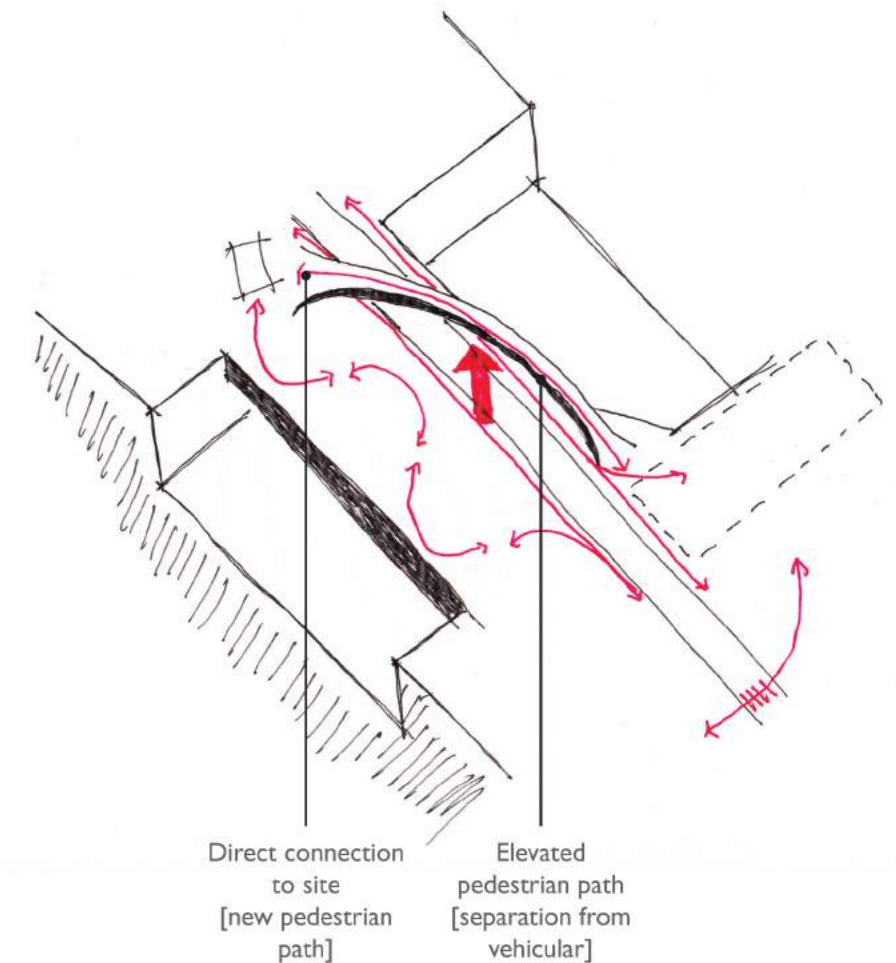 Direct connection
to site
[new pedestrian
path]
Elevated
pedestrian path
[separation from
vehicular]